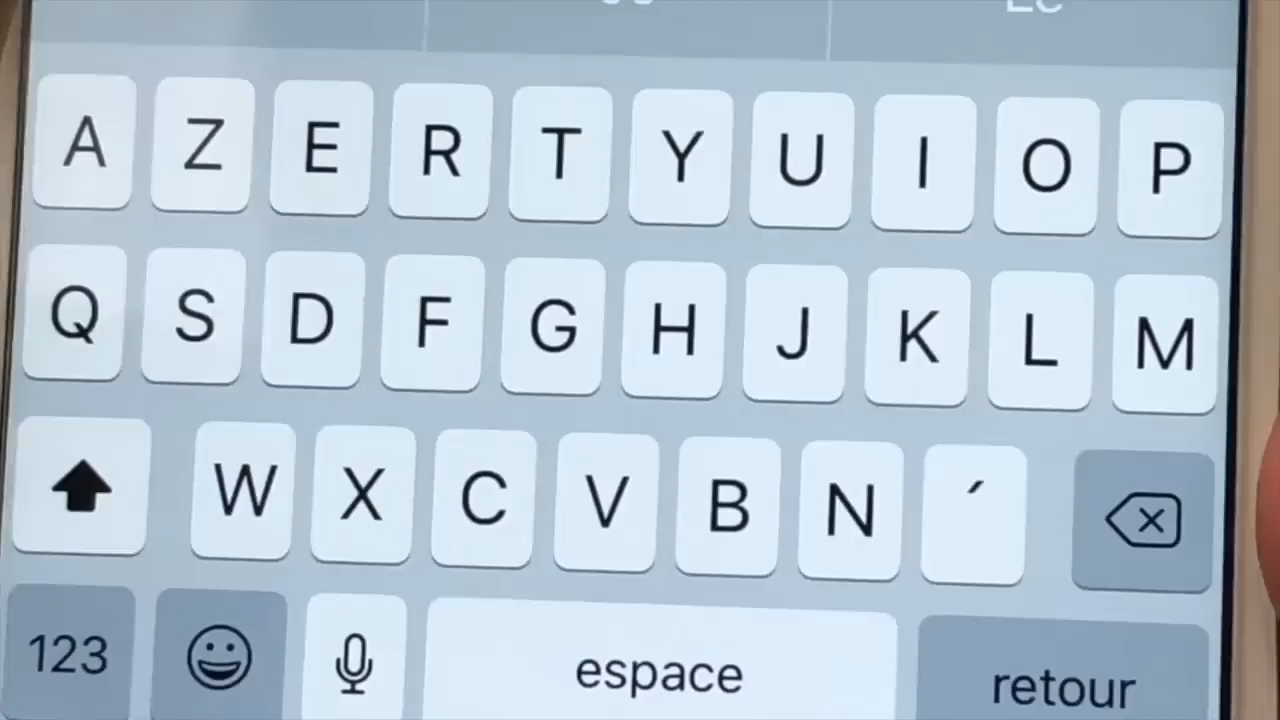 A Z E R T Y U I O P
Q S D F G H J K L M
W X C V B N ´
123 espace retour